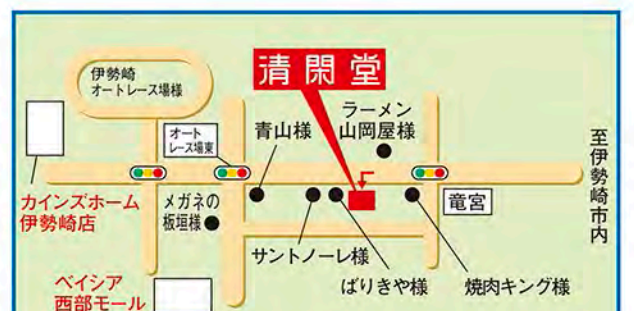 清閑堂
伊勢崎
オートレース場様
オート
レース場東
青山様
ラーメン
山岡屋様
至伊勢崎市内
カインズホーム
伊勢崎店
メガネの
板垣様
竜宮
サントノーレ様
ばりきや様
焼肉キング様
ベイシア
西部モール